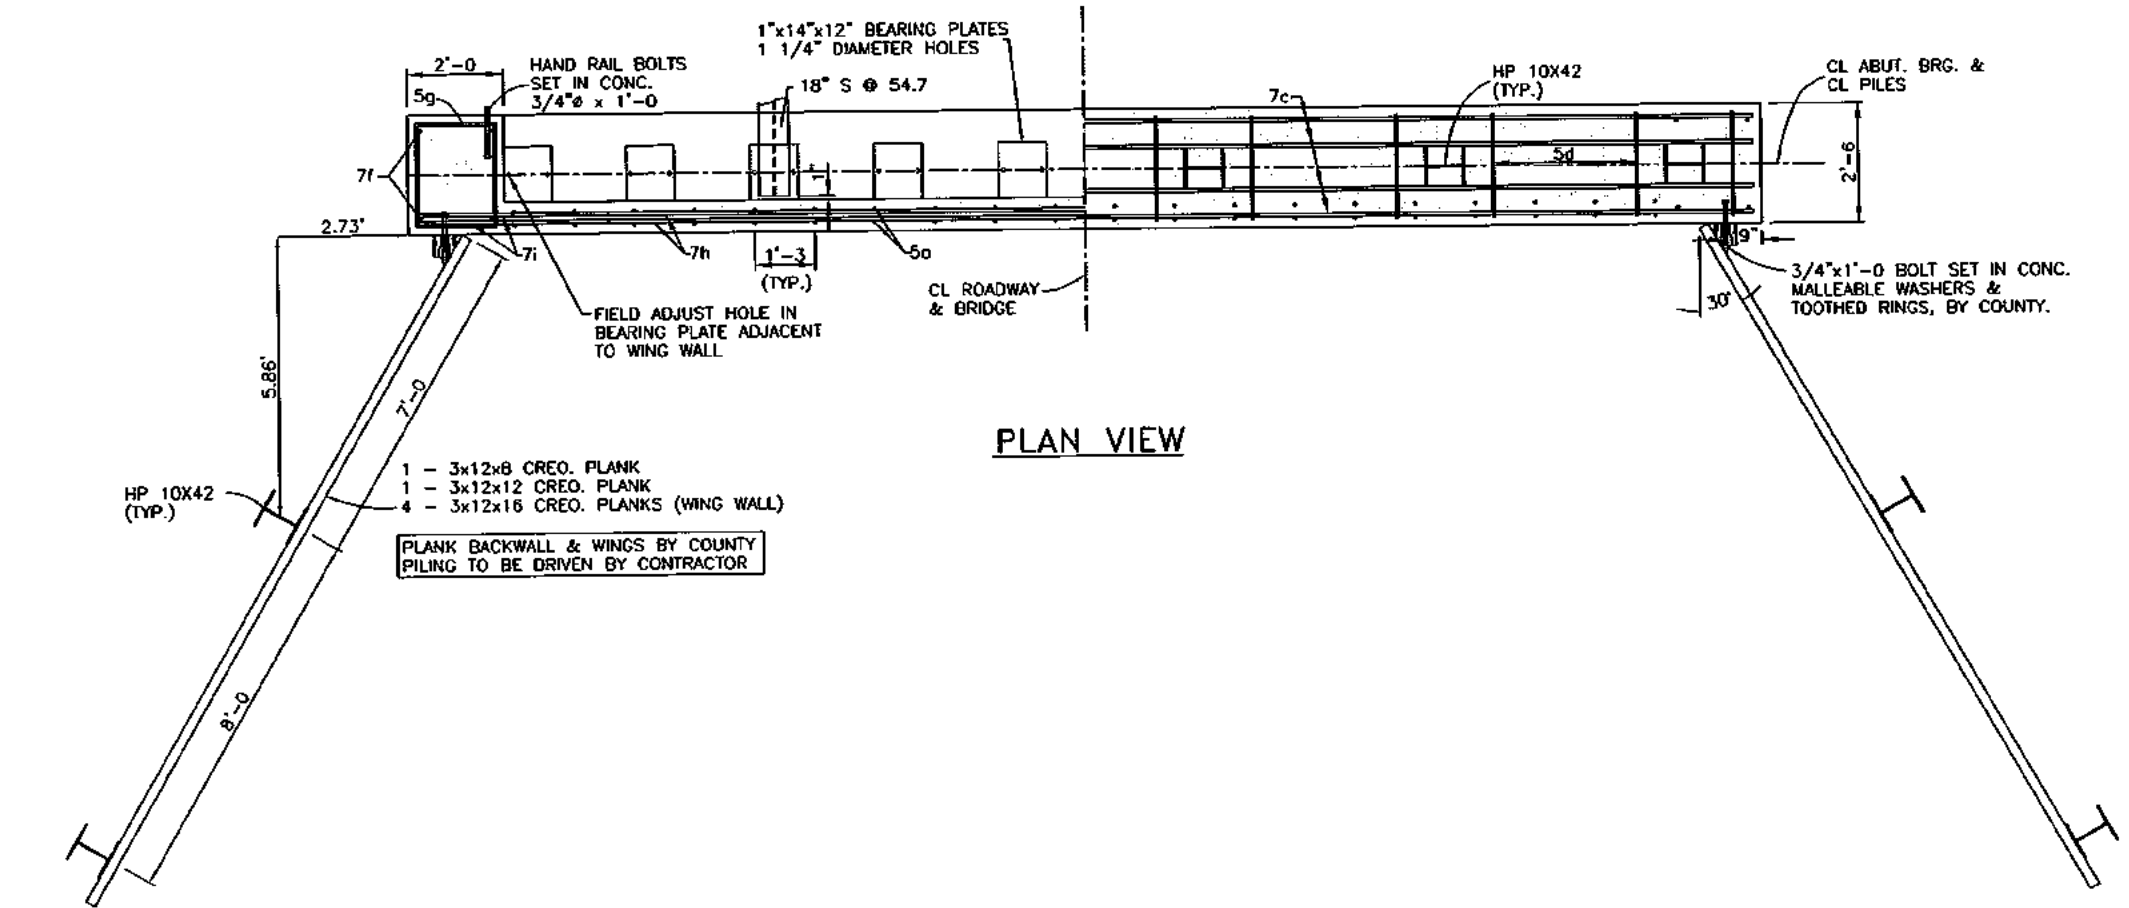 1"x14"x12" BEARING PLATES
1 1/4" DIAMETER HOLES
2'-0
HAND RAIL BOLTS
SET IN CONC.
3/4"ø x 1'-0
18" S @ 54.7
HP 10X42
(TYP.)
CL ABUT. BRG. &
CL PILES
5g
7c
7f
1"
5d
2'-6
2.73'
7i
7h
1'-3
(TYP.)
5a
9"
CL ROADWAY
& BRIDGE
3/4"x1'-0 BOLT SET IN CONC.
MALLEABLE WASHERS &
TOOTHED RINGS, BY COUNTY.
30°
FIELD ADJUST HOLE IN
BEARING PLATE ADJACENT
TO WING WALL
5.86'
7'-0
PLAN VIEW
1 - 3x12x8 CREO. PLANK
1 - 3x12x12 CREO. PLANK
4 - 3x12x16 CREO. PLANKS (WING WALL)
HP 10X42
(TYP.)
PLANK BACKWALL & WINGS BY COUNTY
PILING TO BE DRIVEN BY CONTRACTOR
8'-0